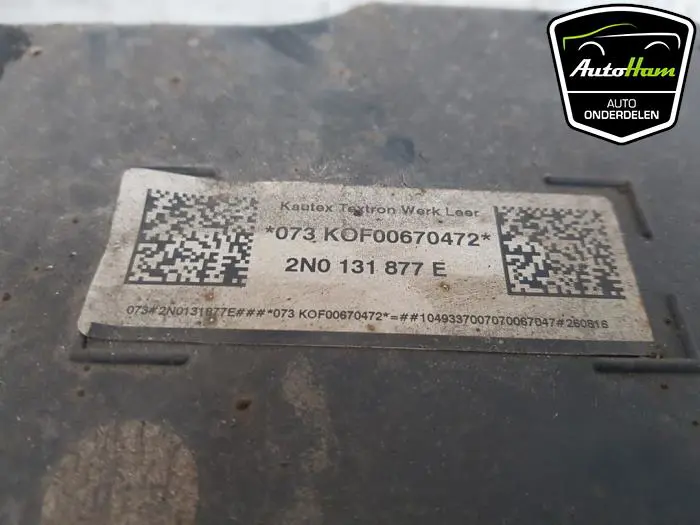 AutoHam
AUTO
ONDERDELEN
Kautex Textron Werk Leer
*073 KOF00670472*
2N0 131 877 E
073#2N0131877E###*073 KOF00670472*=##1049337007070067047#260816